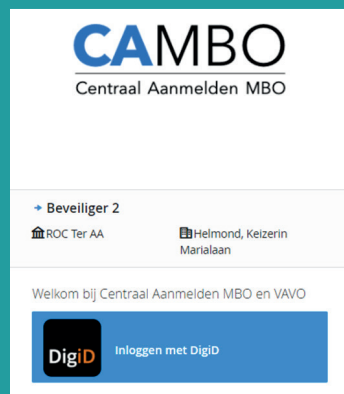 CAMBO
Centraal Aanmelden MBO
Beveiliger 2
ROC Ter AA
Helmond, Keizerin
Marialaan
Welkom bij Centraal Aanmelden MBO en VAVO
DigiD
Inloggen met DigiD